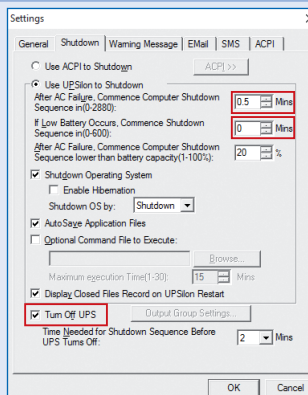 Settings
General Shutdown Warning Message EMail SMS ACPI
Use ACPI to Shutdown ACPI >>
Use UPSilon to Shutdown
After AC Failure, Commence Computer Shutdown
Sequence in(0-2880): 0.5 Mins
If Low Battery Occurs, Commence Shutdown
Sequence in(0-600): 0 Mins
After AC Failure, Commence Computer Shutdown
Sequence lower than battery capacity(1-100%): 20 %
Shutdown Operating System
Enable Hibernation
Shutdown OS by: Shutdown
AutoSave Application Files
Optional Command File to Execute:
Browse...
Maximum execution Time(1-30): 15 Mins
Display Closed Files Record on UPSilon Restart
Turn Off UPS Output Group Settings...
Time Needed for Shutdown Sequence Before
UPS Turns Off: 2 Mins
OK Cancel